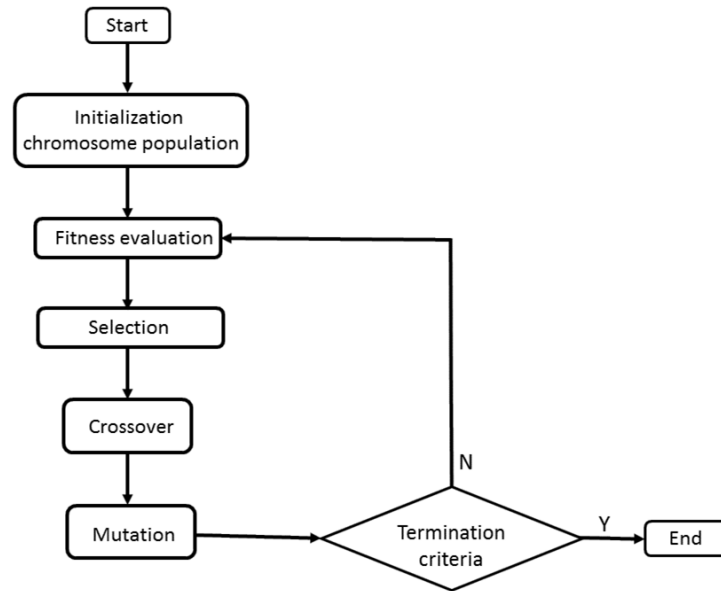 Start
Initialization
chromosome population
Fitness evaluation
Selection
Crossover
N
Mutation
Termination
criteria
Y
End